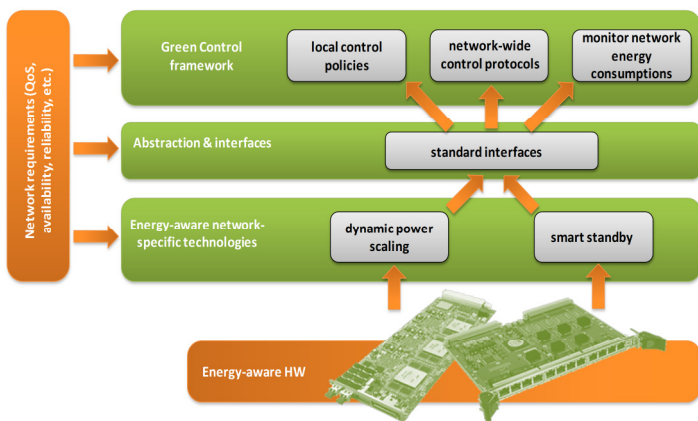 Network requirements (QoS,
availability, reliability, etc.)
Green Control
framework
local control
policies
network-wide
control protocols
monitor network
energy
consumptions
Abstraction & interfaces
standard interfaces
Energy-aware network-
specific technologies
dynamic power
scaling
smart standby
Energy-aware HW